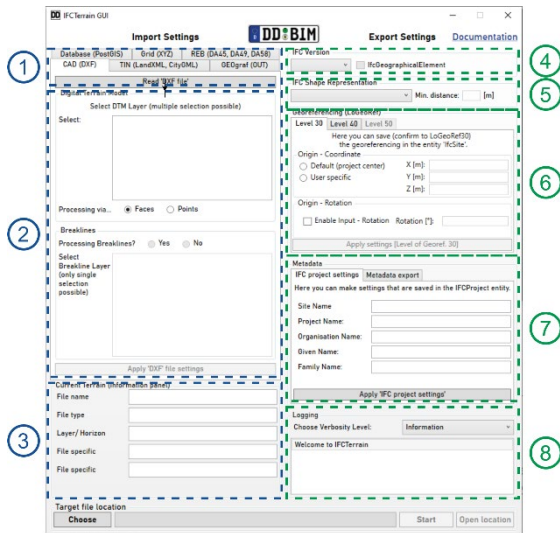 DD IFCTerrain GUI
Import Settings
DD BIM
Export Settings
Documentation
Database (PostGIS)
Grid (XYZ)
REB (DA45, DA49, DA58)
CAD (DXF)
TIN (LandXML, CityGML)
GEOgraf (OUT)
Read 'DXF file'
1
Digital Terrain Model
Select DTM Layer (multiple selection possible)
Select:
Processing via...
Faces
Points
Breaklines
Processing Breaklines?
Yes
No
Select
Breakline Layer
(only single
selection
possible)
Apply 'DXF' file settings
2
Current Terrain (Information panel)
File name
File type
Layer/ Horizon
File specific
File specific
3
IFC Version
IfcGeographicalElement
4
IFC Shape Representation
Min. distance:
[m]
5
Georeferencing (LoGeoRef)
Level 30
Level 40
Level 50
Here you can save (confirm to LoGeoRef30)
the georeferencing in the entity 'IfcSite'.
Origin - Coordinate
Default (project center)
X [m]:
User specific
Y [m]:
Z [m]:
Origin - Rotation
Enable Input - Rotation
Rotation [°]:
Apply settings (Level of Georef. 30)
6
Metadata
IFC project settings
Metadata export
Here you can make settings that are saved in the IFCProject entity.
Site Name
Project Name:
Organisation Name:
Given Name:
Family Name:
Apply 'IFC project settings'
7
Logging
Choose Verbosity Level:
Information
Welcome to IFCTerrain
8
Target file location
Choose
Start
Open location